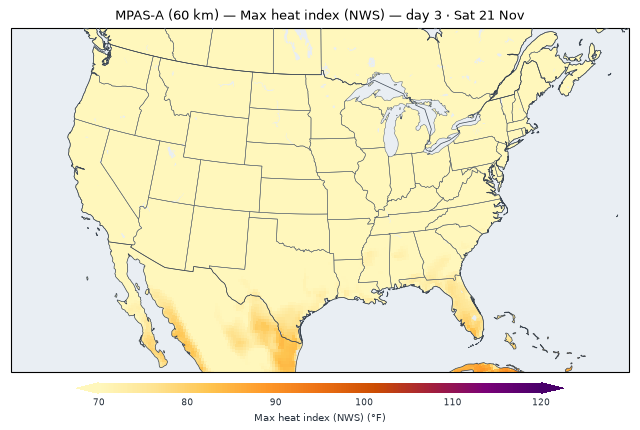 MPAS-A (60 km) — Max heat index (NWS) — day 3 · Sat 21 Nov
70 80 90 100 110 120
Max heat index (NWS) (°F)